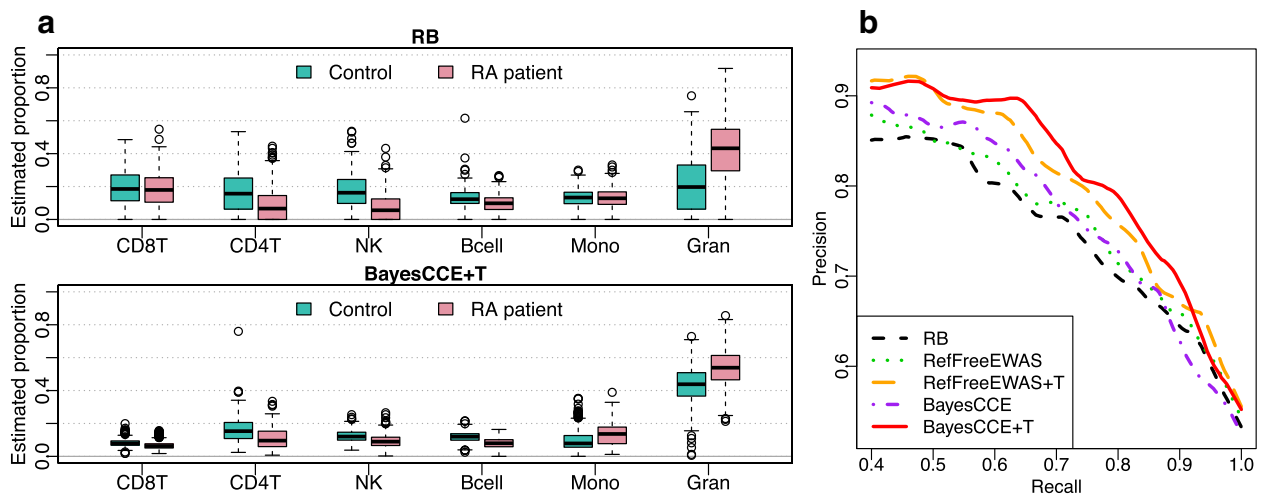 a
RB
Estimated proportion
0.8
0.4
0.0
Control
RA patient
CD8T CD4T NK Bcell Mono Gran
BayesCCE+T
Estimated proportion
0.8
0.4
0.0
Control
RA patient
CD8T CD4T NK Bcell Mono Gran
b
Precision
0.9
0.8
0.7
0.6
RB
RefFreeEWAS
RefFreeEWAS+T
BayesCCE
BayesCCE+T
0.4 0.5 0.6 0.7 0.8 0.9 1.0
Recall